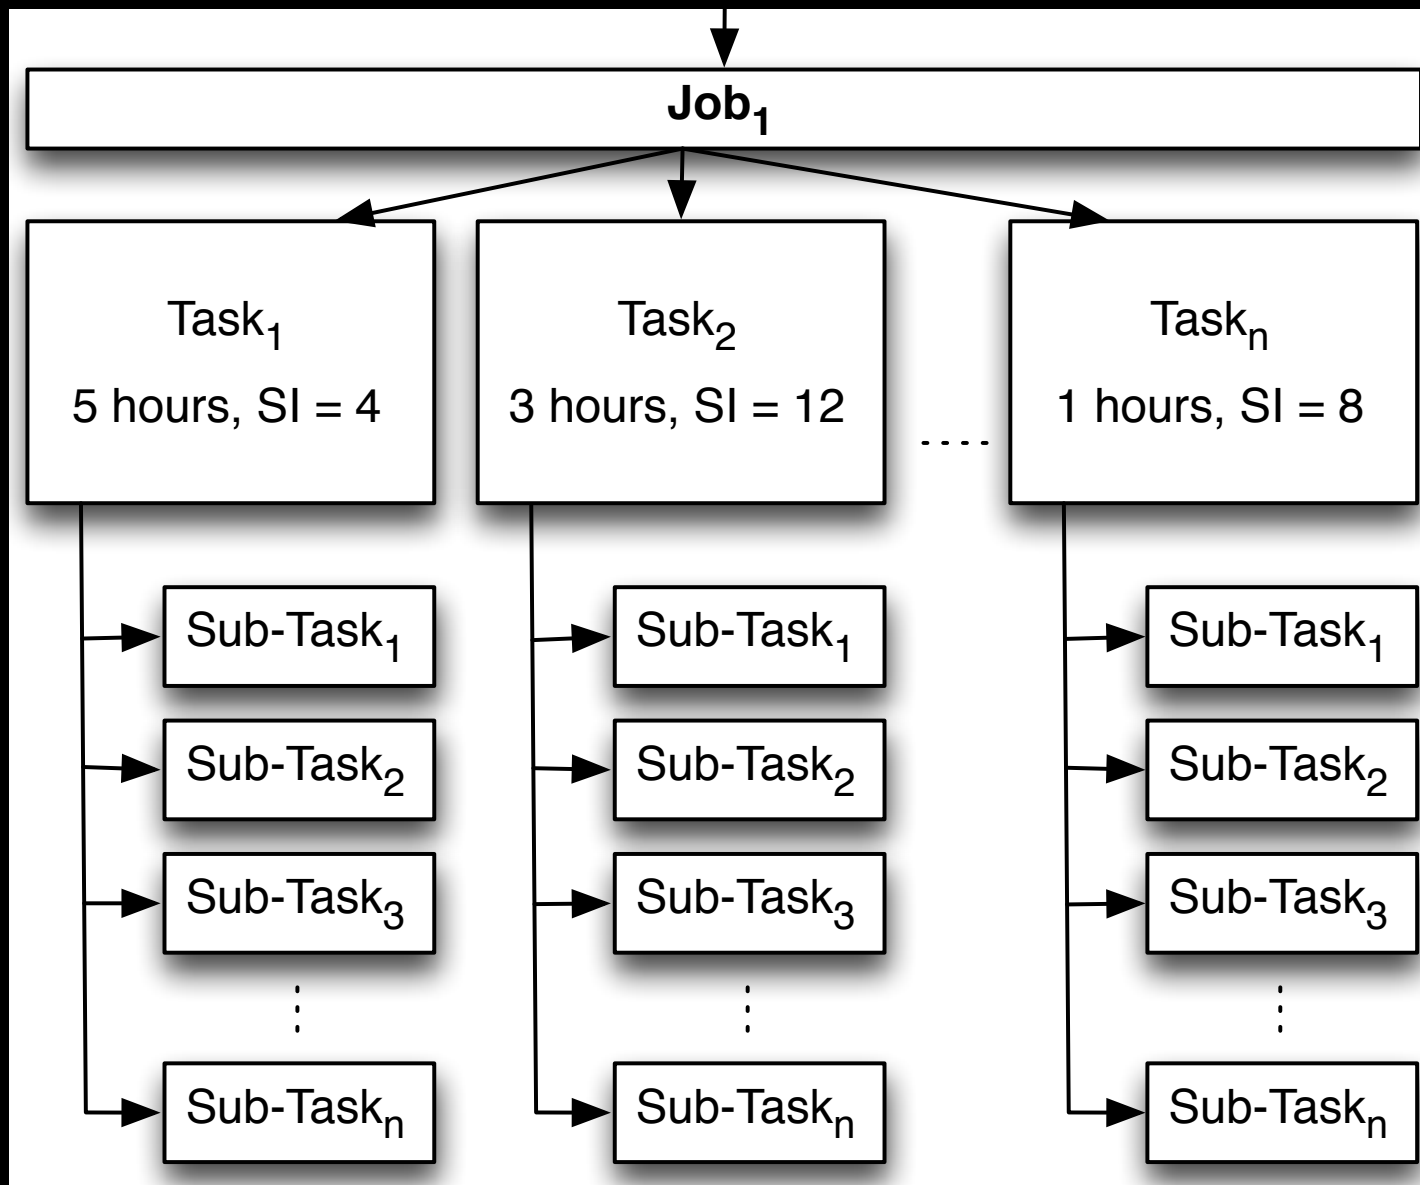 Job₁
Task₁
5 hours, SI = 4
Task₂
3 hours, SI = 12
Taskₙ
1 hours, SI = 8
Sub-Task₁
Sub-Task₂
Sub-Task₃
Sub-Taskₙ
Sub-Task₁
Sub-Task₂
Sub-Task₃
Sub-Taskₙ
Sub-Task₁
Sub-Task₂
Sub-Task₃
Sub-Taskₙ